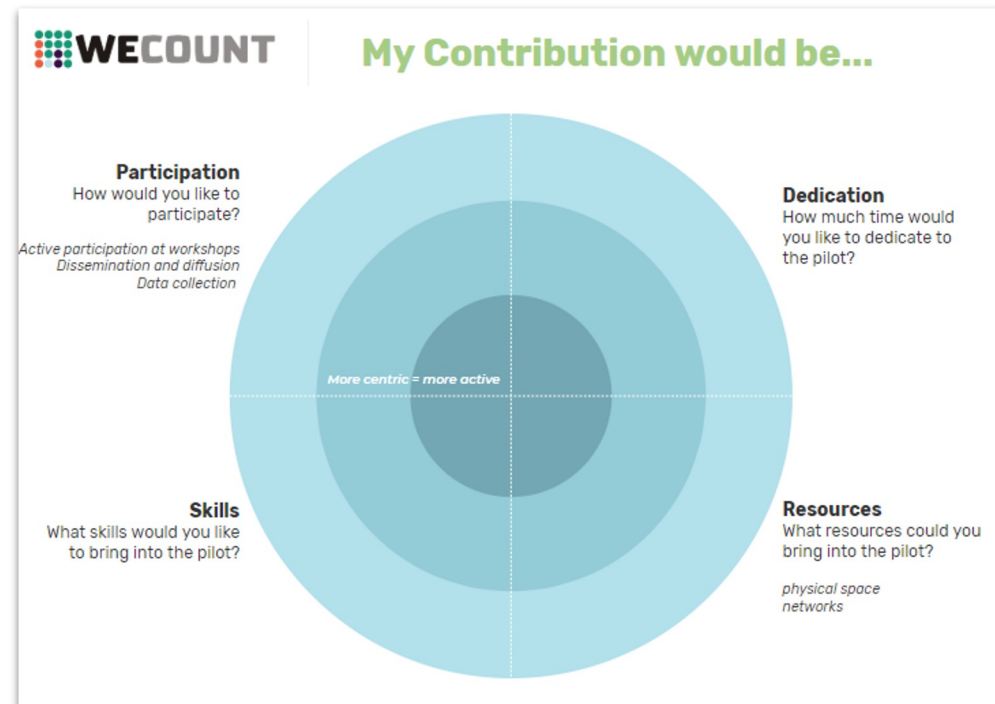 WECOUNT
My Contribution would be...
Participation
How would you like to
participate?
Active participation at workshops
Dissemination and diffusion
Data collection
Dedication
How much time would
you like to dedicate to
the pilot?
More centric = more active
Skills
What skills would you like
to bring into the pilot?
Resources
What resources could you
bring into the pilot?
physical space
networks